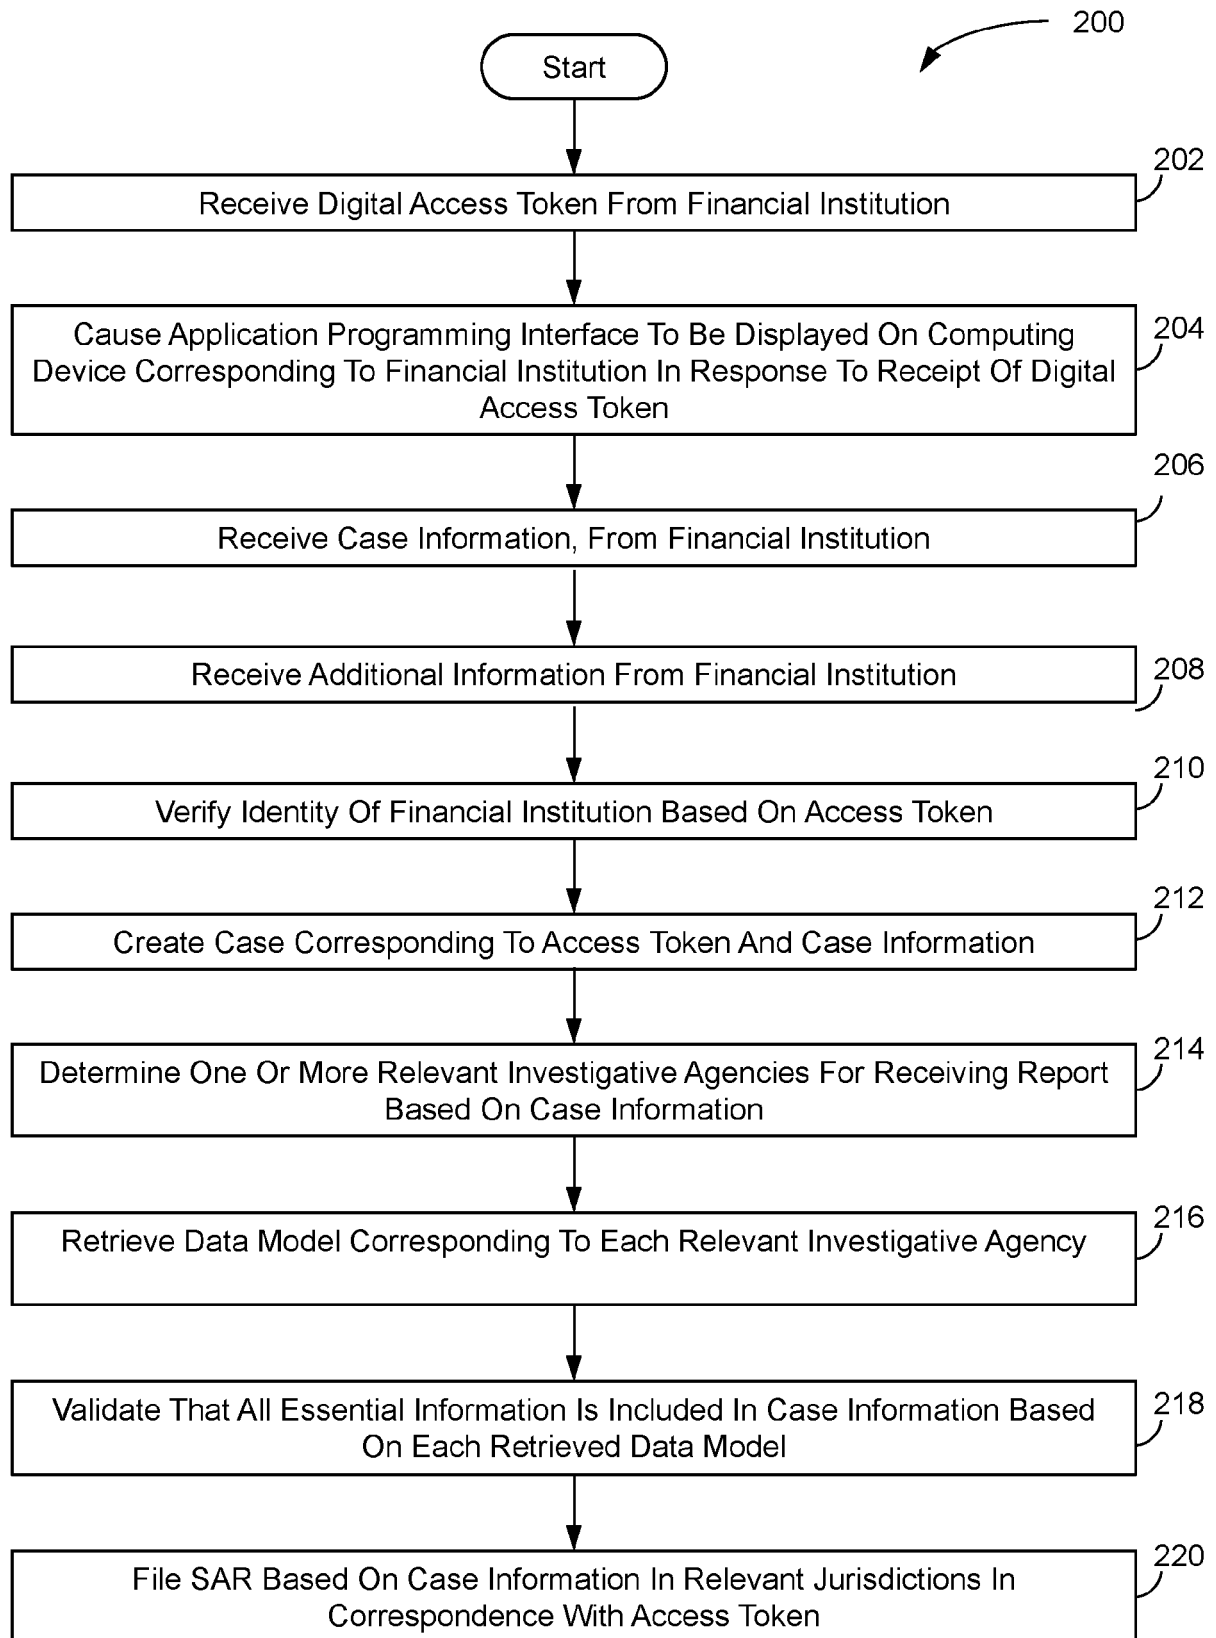 200
Start
202
Receive Digital Access Token From Financial Institution
204
Cause Application Programming Interface To Be Displayed On Computing
Device Corresponding To Financial Institution In Response To Receipt Of Digital
Access Token
206
Receive Case Information, From Financial Institution
208
Receive Additional Information From Financial Institution
210
Verify Identity Of Financial Institution Based On Access Token
212
Create Case Corresponding To Access Token And Case Information
214
Determine One Or More Relevant Investigative Agencies For Receiving Report
Based On Case Information
216
Retrieve Data Model Corresponding To Each Relevant Investigative Agency
218
Validate That All Essential Information Is Included In Case Information Based
On Each Retrieved Data Model
220
File SAR Based On Case Information In Relevant Jurisdictions In
Correspondence With Access Token